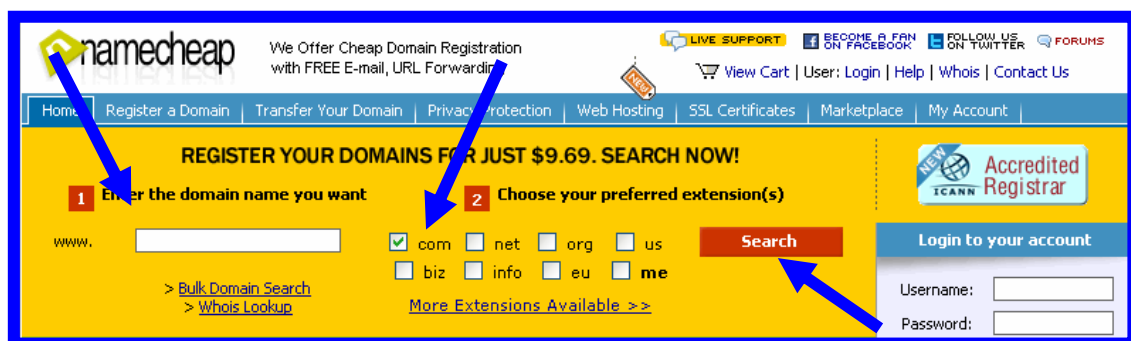 namecheap
We Offer Cheap Domain Registration
with FREE E-mail, URL Forwarding
LIVE SUPPORT
BECOME A FAN
ON FACEBOOK
FOLLOW US
ON TWITTER
FORUMS
NEW
View Cart | User: Login | Help | Whois | Contact Us
Home | Register a Domain | Transfer Your Domain | Privacy Protection | Web Hosting | SSL Certificates | Marketplace | My Account |
REGISTER YOUR DOMAINS FOR JUST $9.69. SEARCH NOW!
1 Enter the domain name you want
2 Choose your preferred extension(s)
www.
com net org us
biz info eu me
Search
> Bulk Domain Search
> Whois Lookup
More Extensions Available >>
NEW
ICANN
Accredited
Registrar
Login to your account
Username:
Password: